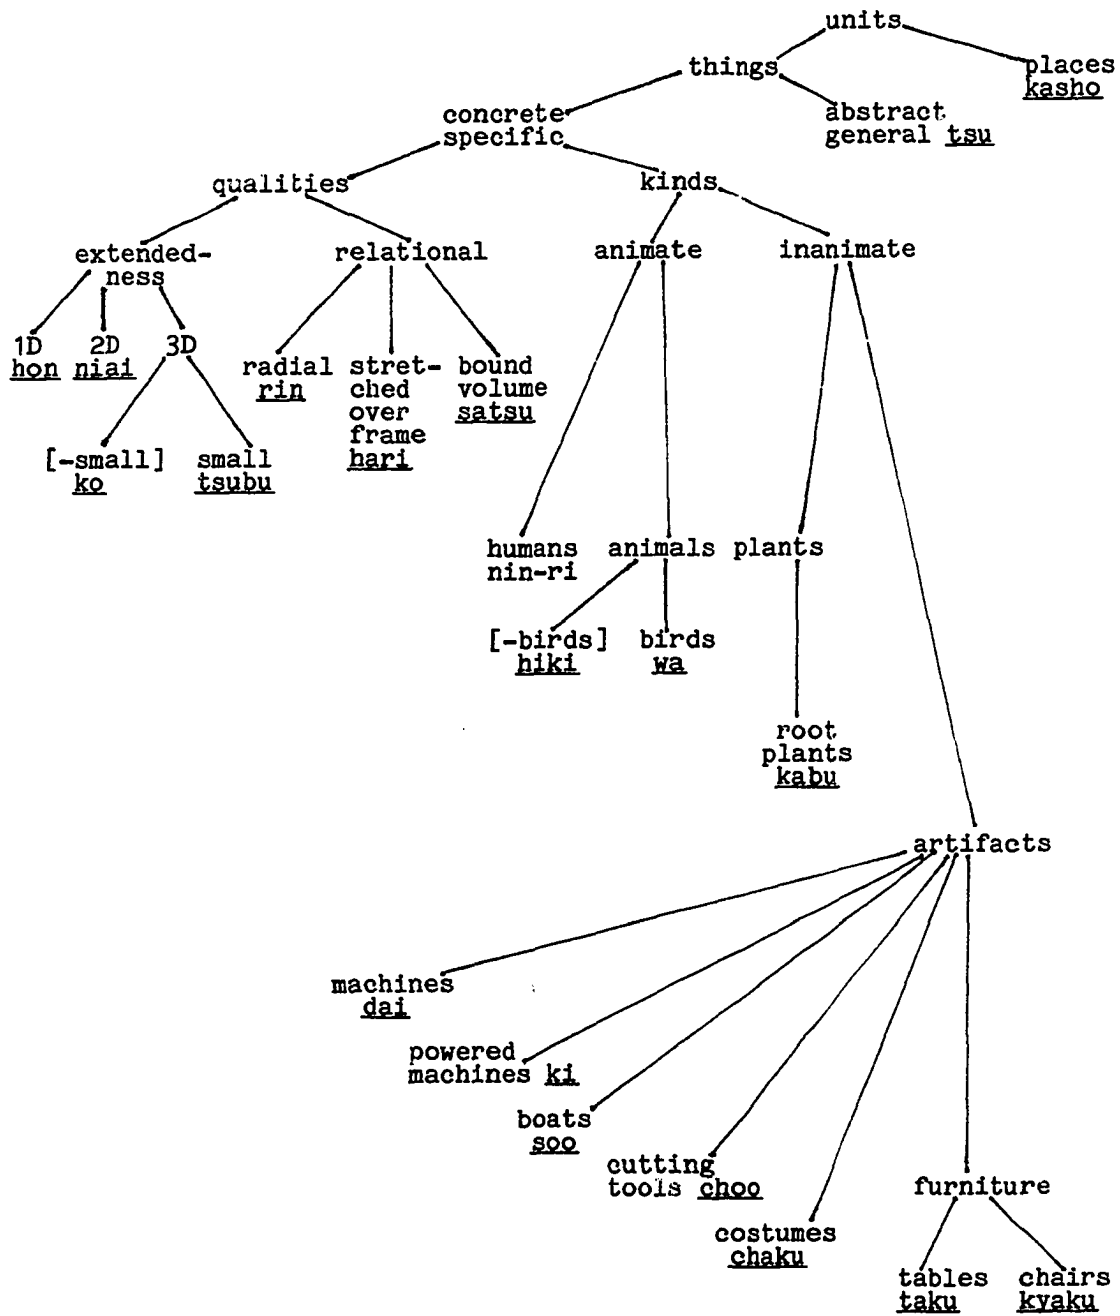 units
things
places
kasho
concrete
specific
abstract
general tsu
qualities
kinds
extended-
ness
relational
animate
inanimate
1D
hon
2D
niai
3D
radial
rin
stret-
ched
over
frame
hari
bound
volume
satsu
[-small]
ko
small
tsubu
humans
nin-ri
animals
plants
[-birds]
hiki
birds
wa
root
plants
kabu
artifacts
machines
dai
powered
machines ki
boats
soo
cutting
tools choo
costumes
chaku
furniture
tables
taku
chairs
kyaku